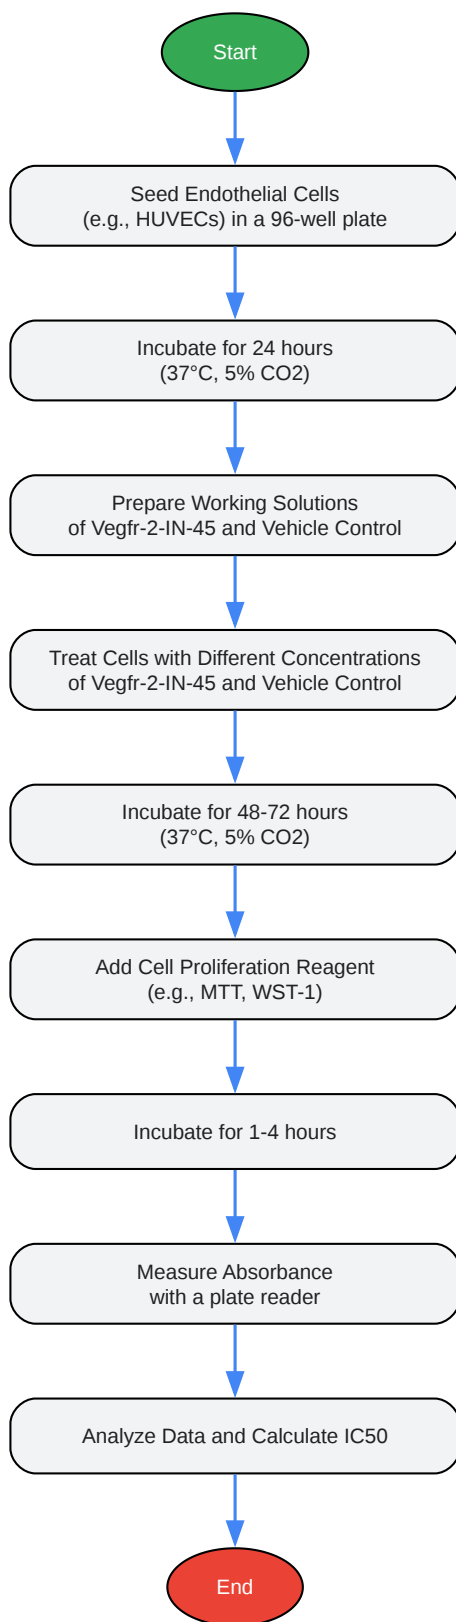 Start
Seed Endothelial Cells
(e.g., HUVECs) in a 96-well plate
Incubate for 24 hours
(37°C, 5% CO2)
Prepare Working Solutions
of Vegfr-2-IN-45 and Vehicle Control
Treat Cells with Different Concentrations
of Vegfr-2-IN-45 and Vehicle Control
Incubate for 48-72 hours
(37°C, 5% CO2)
Add Cell Proliferation Reagent
(e.g., MTT, WST-1)
Incubate for 1-4 hours
Measure Absorbance
with a plate reader
Analyze Data and Calculate IC50
End